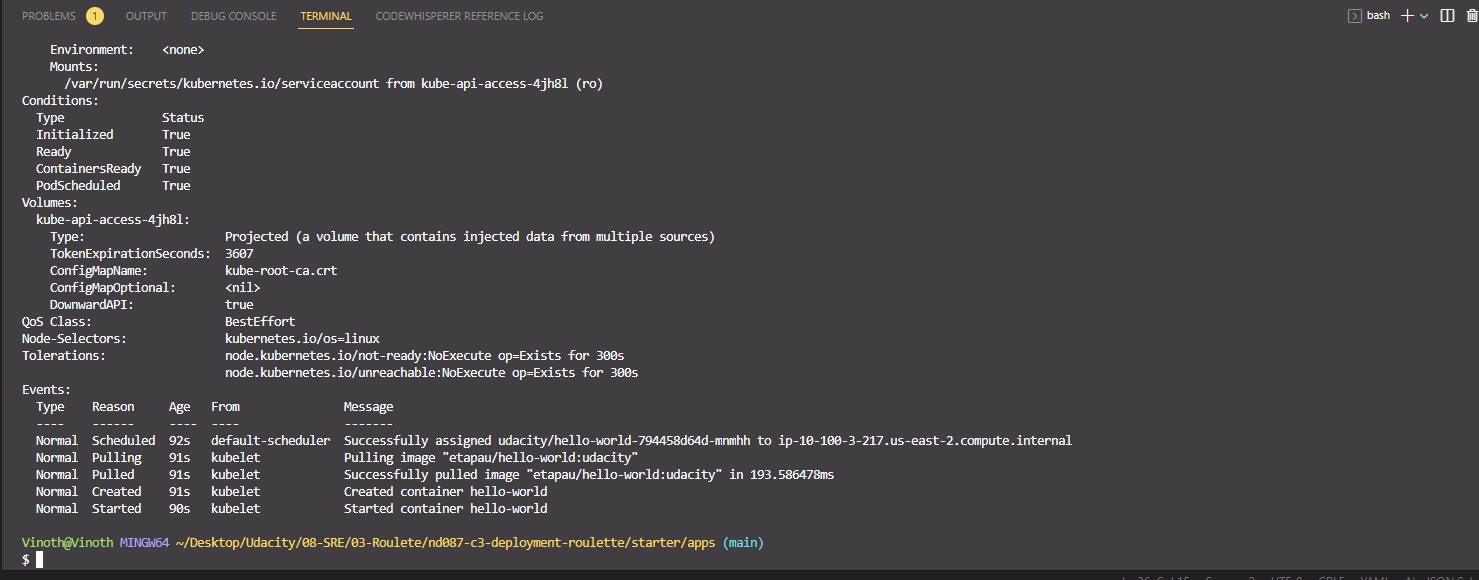 PROBLEMS 1 OUTPUT DEBUG CONSOLE TERMINAL CODEWHISPERER REFERENCE LOG bash
Environment: <none>
Mounts:
/var/run/secrets/kubernetes.io/serviceaccount from kube-api-access-4jh8l (ro)
Conditions:
Type Status
Initialized True
Ready True
ContainersReady True
PodScheduled True
Volumes:
kube-api-access-4jh8l:
Type: Projected (a volume that contains injected data from multiple sources)
TokenExpirationSeconds: 3607
ConfigMapName: kube-root-ca.crt
ConfigMapOptional: <nil>
DownwardAPI: true
QoS Class: BestEffort
Node-Selectors: kubernetes.io/os=linux
Tolerations: node.kubernetes.io/not-ready:NoExecute op=Exists for 300s
node.kubernetes.io/unreachable:NoExecute op=Exists for 300s
Events:
Type Reason Age From Message
---- ------ ---- ---- -------
Normal Scheduled 92s default-scheduler Successfully assigned udacity/hello-world-794458d64d-mnmhh to ip-10-100-3-217.us-east-2.compute.internal
Normal Pulling 91s kubelet Pulling image "etapau/hello-world:udacity"
Normal Pulled 91s kubelet Successfully pulled image "etapau/hello-world:udacity" in 193.586478ms
Normal Created 91s kubelet Created container hello-world
Normal Started 90s kubelet Started container hello-world
Vinoth@Vinoth MINGW64 ~/Desktop/Udacity/08-SRE/03-Roulete/nd087-c3-deployment-roulette/starter/apps (main)
$